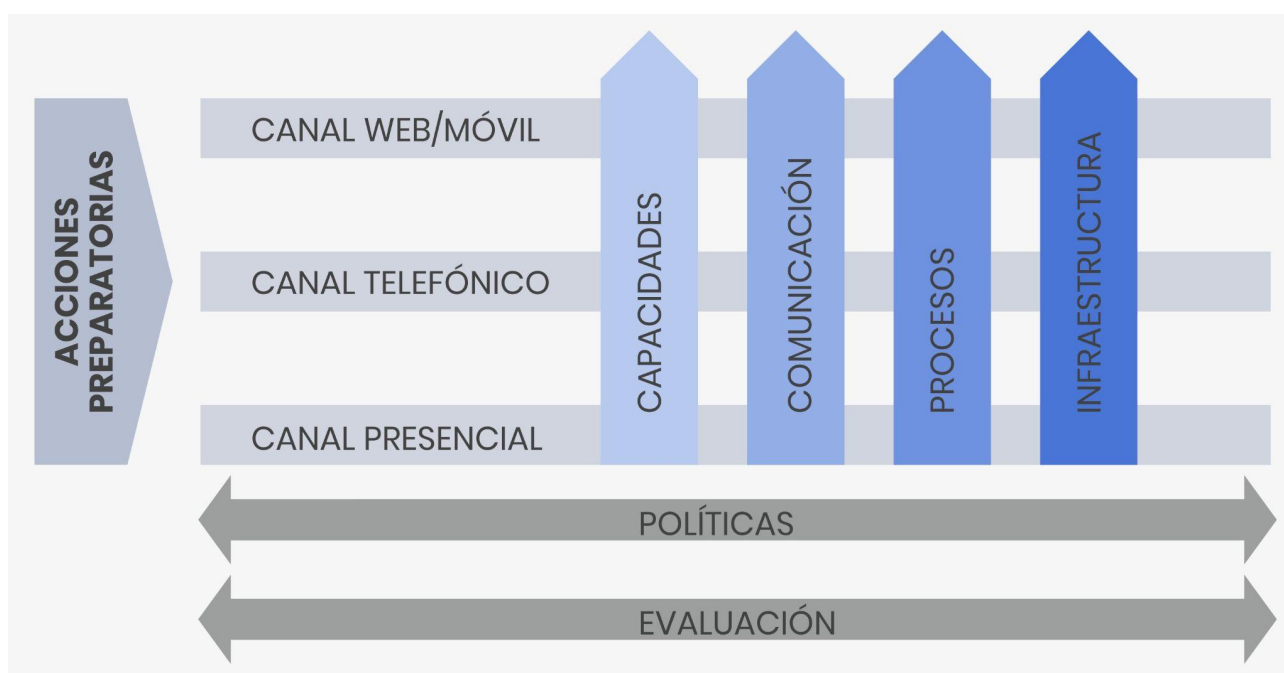 ACCIONES
PREPARATORIAS
CANAL WEB/MÓVIL
CANAL TELEFÓNICO
CANAL PRESENCIAL
CAPACIDADES
COMUNICACIÓN
PROCESOS
INFRAESTRUCTURA
POLÍTICAS
EVALUACIÓN